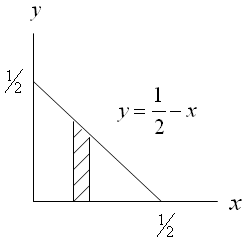 y
1/2
y = 1/2 − x
x
1/2